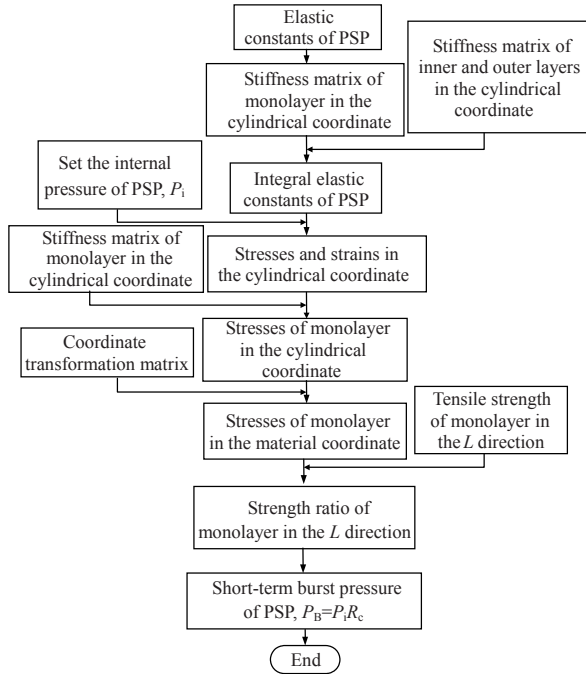 Elastic
constants of PSP
Stiffness matrix of
inner and outer layers
in the cylindrical
coordinate
Stiffness matrix of
monolayer in the
cylindrical coordinate
Set the internal
pressure of PSP, Pi
Integral elastic
constants of PSP
Stiffness matrix of
monolayer in the
cylindrical coordinate
Stresses and strains in
the cylindrical coordinate
Coordinate
transformation matrix
Stresses of monolayer
in the cylindrical
coordinate
Tensile strength
of monolayer in
the L direction
Stresses of monolayer
in the material coordinate
Strength ratio of
monolayer in the L direction
Short-term burst pressure
of PSP, PB=PiRc
End